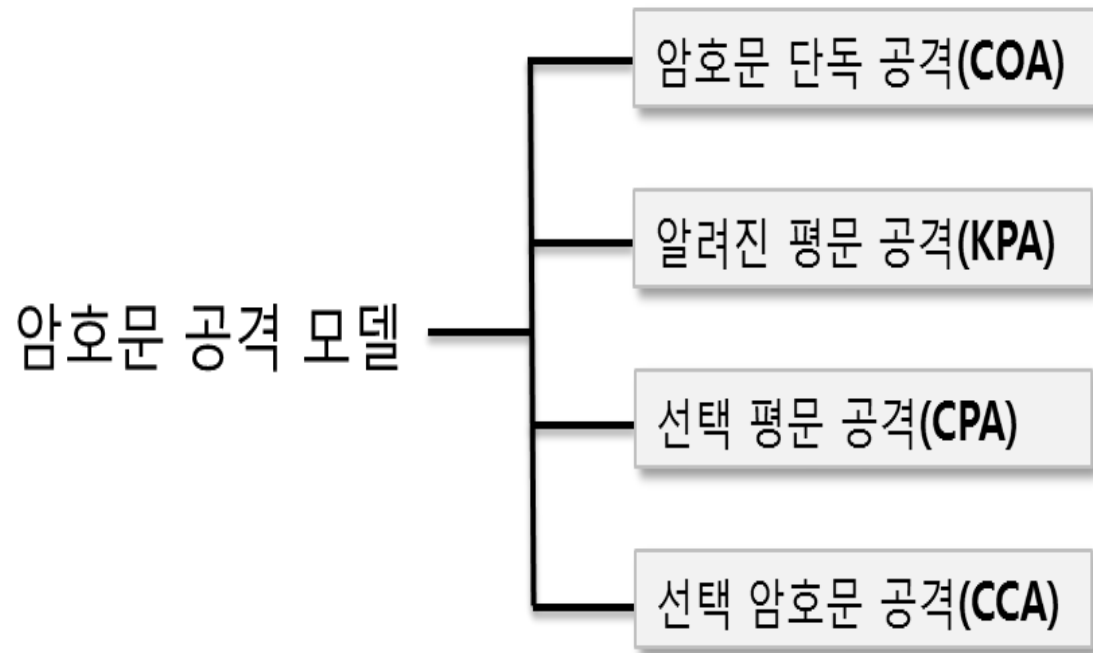 암호문 공격 모델
암호문 단독 공격(COA)
알려진 평문 공격(KPA)
선택 평문 공격(CPA)
선택 암호문 공격(CCA)